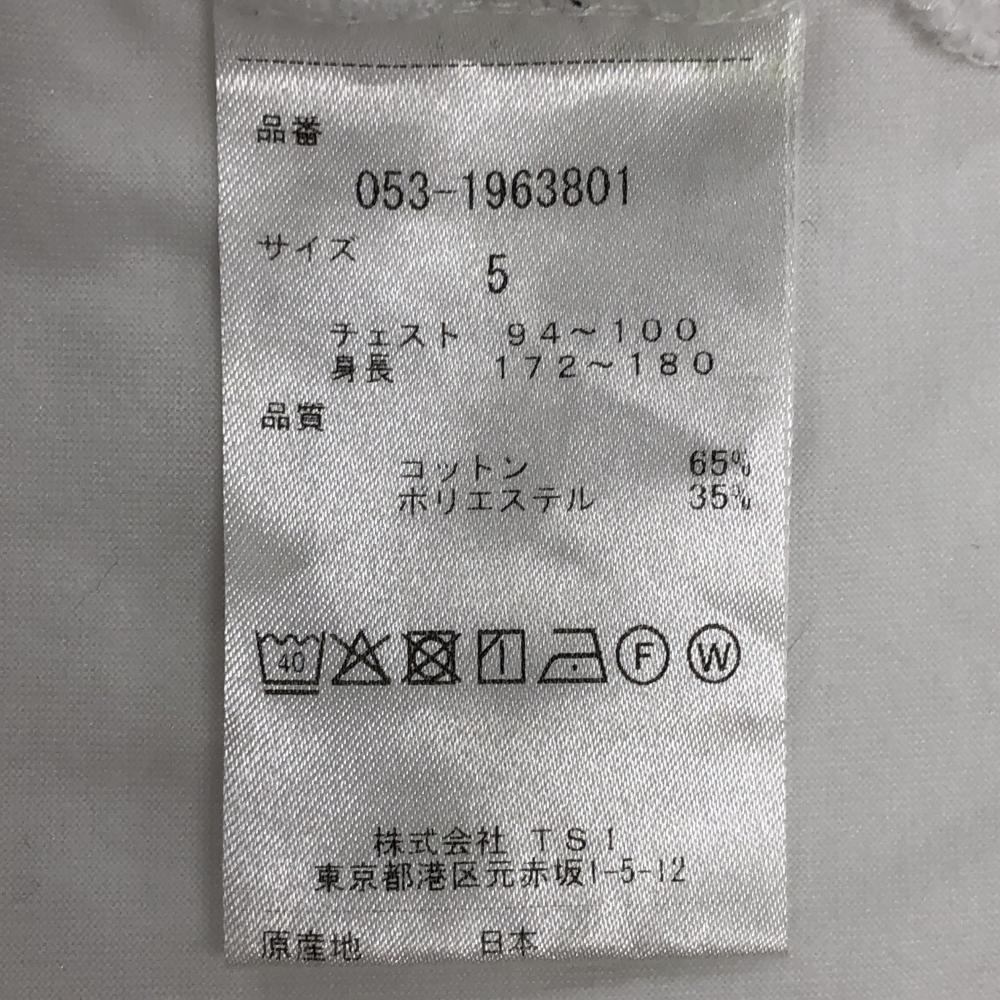 品番
053-1963801
サイズ
5
チェスト 94～100
身長 172～180
品質
コットン 65%
ポリエステル 35%
40 F W
株式会社 TSI
東京都港区元赤坂1-5-12
原産地 日本